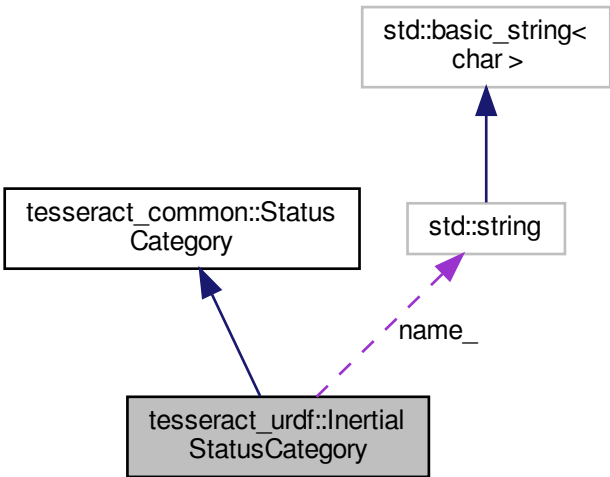 std::basic_string<
char >
tesseract_common::Status
Category
std::string
name_
tesseract_urdf::Inertial
StatusCategory